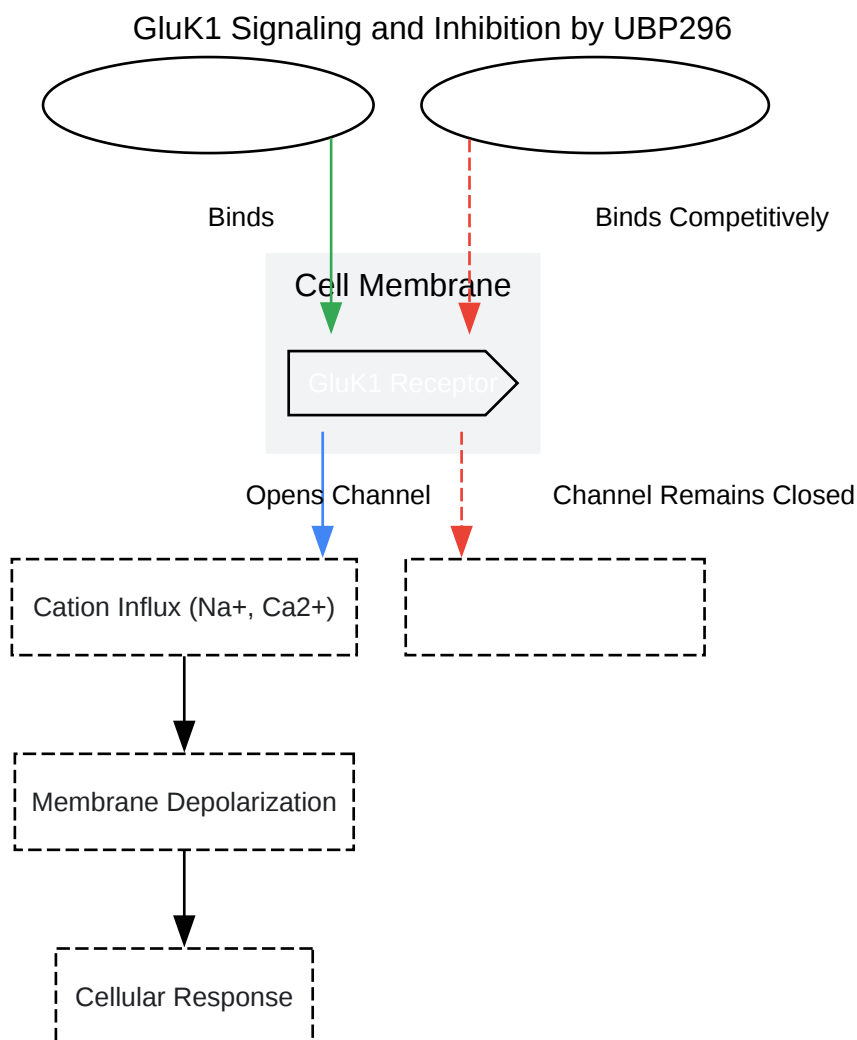 GluK1 Signaling and Inhibition by UBP296
Binds
Binds Competitively
Cell Membrane
GluK1 Receptor
Opens Channel
Channel Remains Closed
Cation Influx (Na+, Ca2+)
Membrane Depolarization
Cellular Response